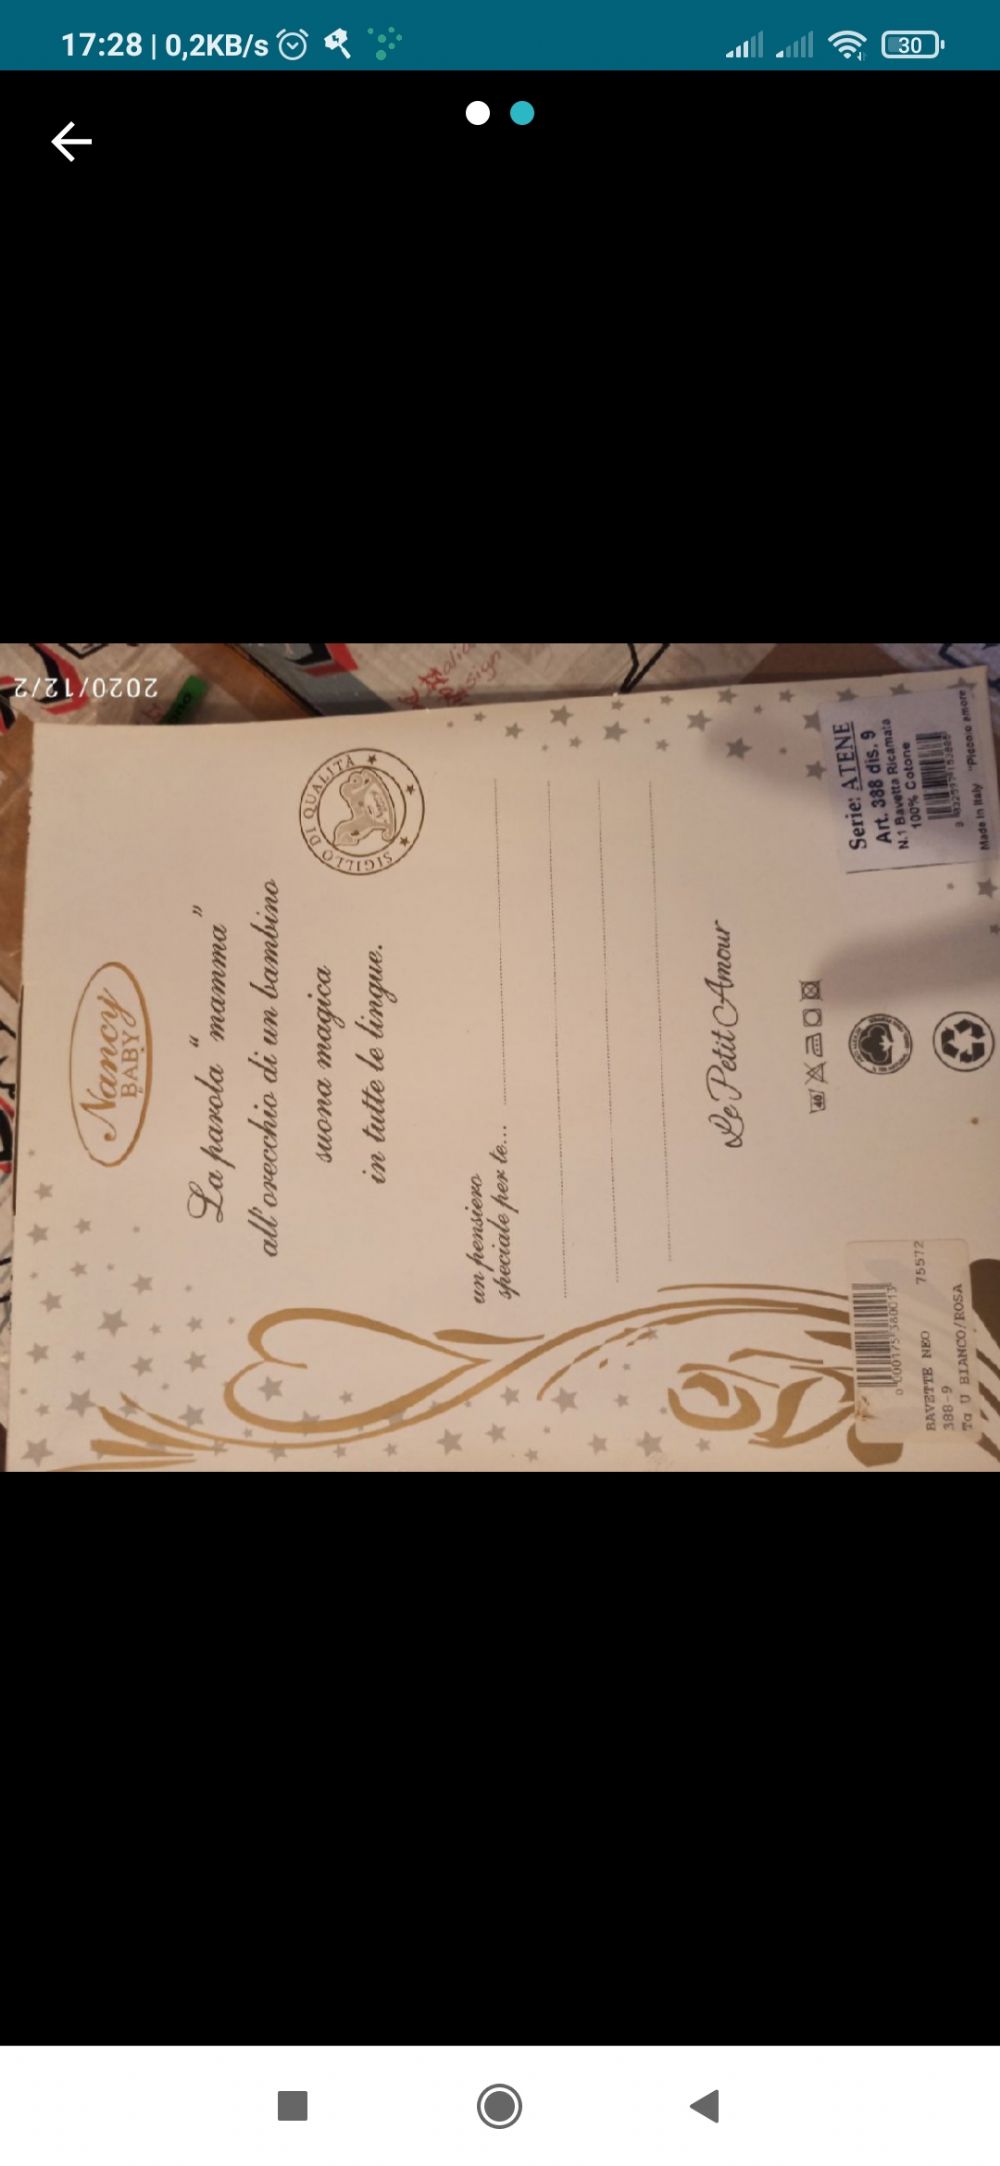 17:28 | 0,2KB/s
30
2020/12/2
Nancy
BABY
La parola “mamma”
all'orecchio di un bambino
suona magica
in tutte le lingue.
SIGILLO DI QUALITÀ
un pensiero
speciale per te...
Le Petit Amour
40
Serie: ATENE
Art. 388 dis. 9
N.1 Bavetta Ricamata
100% Cotone
Made in Italy "Piccolo amore
75572
BAVETTE NEO
388-9
Ta U BIANCO/ROSA